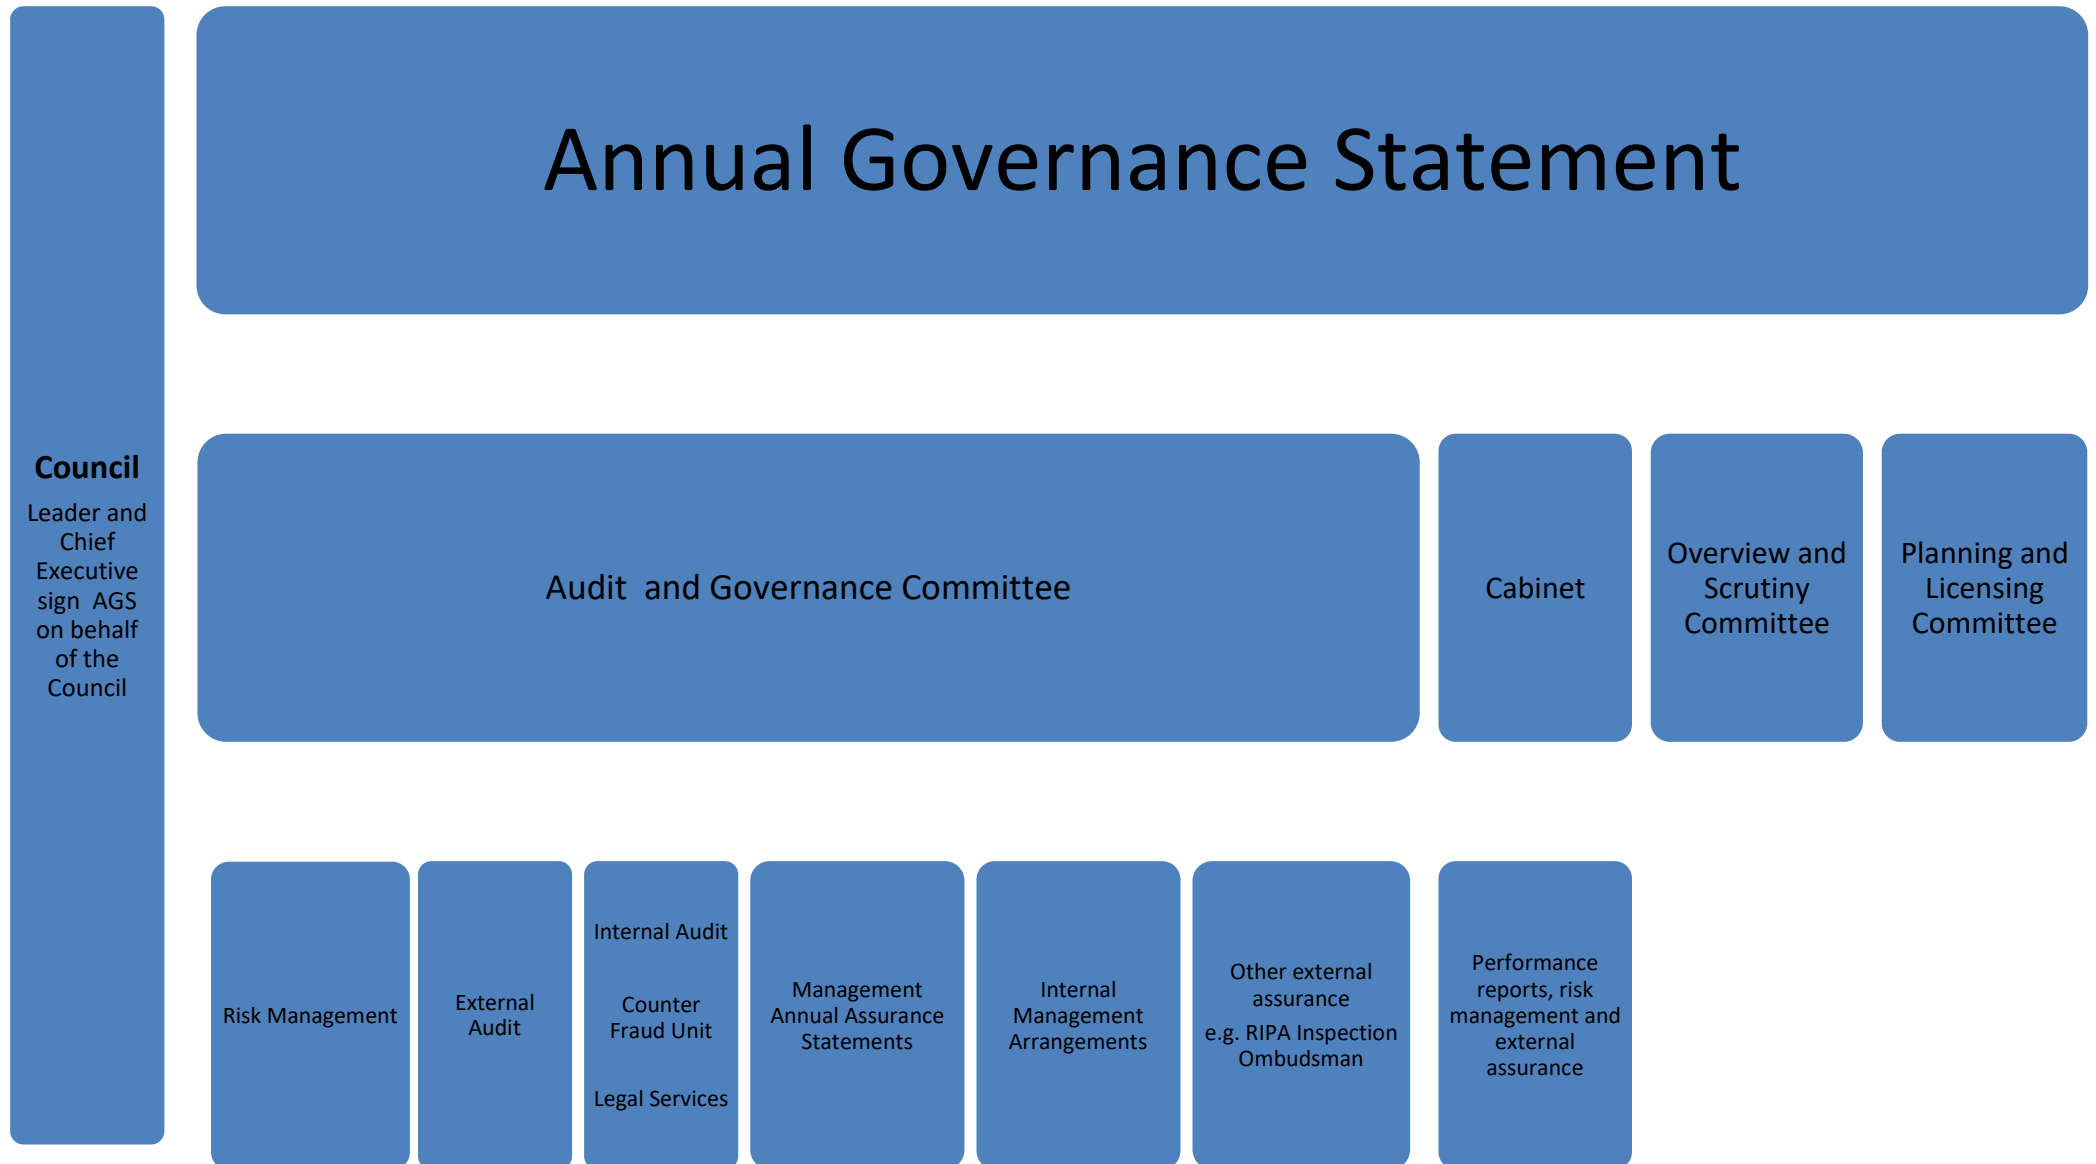 Annual Governance Statement
Council
Leader and
Chief
Executive
sign  AGS
on behalf
of the
Council
Audit  and Governance Committee
Cabinet
Overview and
Scrutiny
Committee
Planning and
Licensing
Committee
Risk Management
External
Audit
Internal Audit
Counter
Fraud Unit
Legal Services
Management
Annual Assurance
Statements
Internal
Management
Arrangements
Other external
assurance
e.g. RIPA Inspection
Ombudsman
Performance
reports, risk
management and
external
assurance